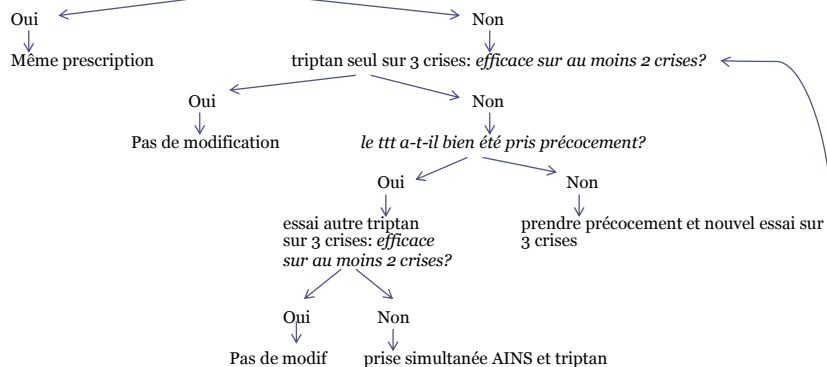 Oui Non
Même prescription triptan seul sur 3 crises: efficace sur au moins 2 crises?
Oui Non
Pas de modification le ttt a-t-il bien été pris précocement?
Oui Non
essai autre triptan prendre précocement et nouvel essai sur
sur 3 crises: efficace 3 crises
sur au moins 2 crises?
Oui Non
Pas de modif prise simultanée AINS et triptan